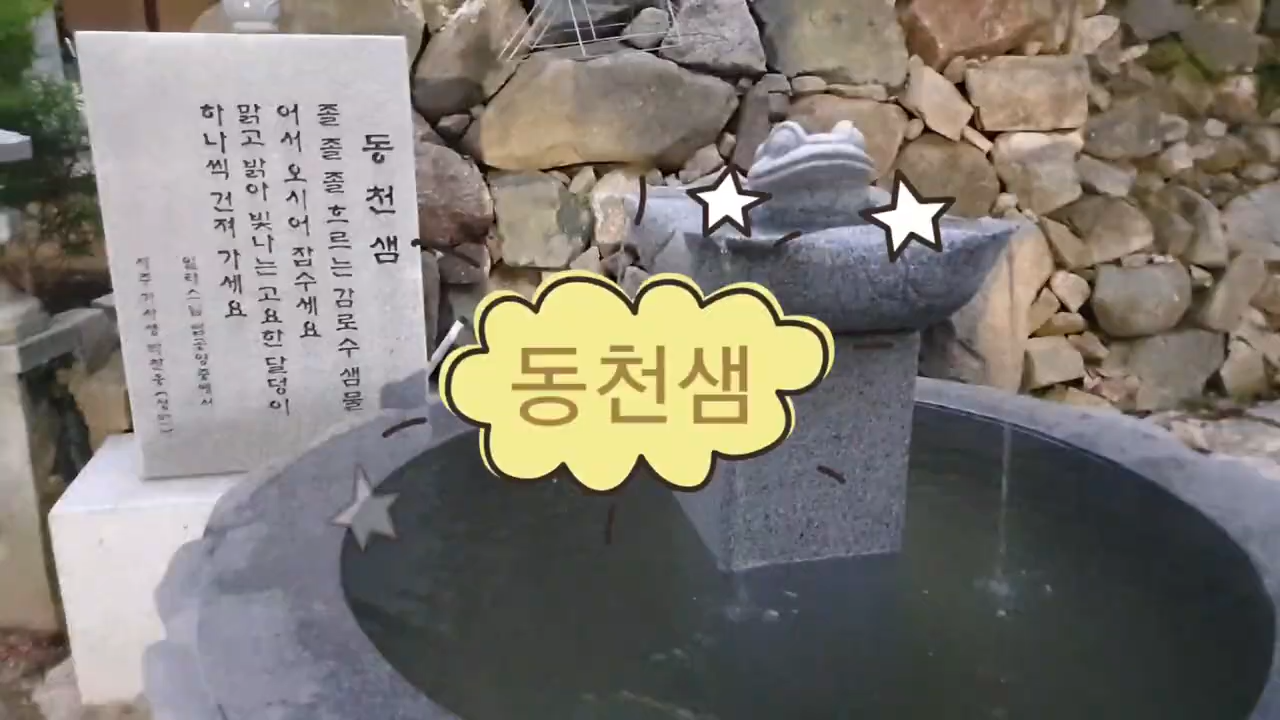 동천샘
졸 졸 졸 흐르는 감로수 샘물
어서 오시어 잡수세요
맑고 밝아 빛나는 고요한 달덩이
하나씩 건져 가세요
동천샘